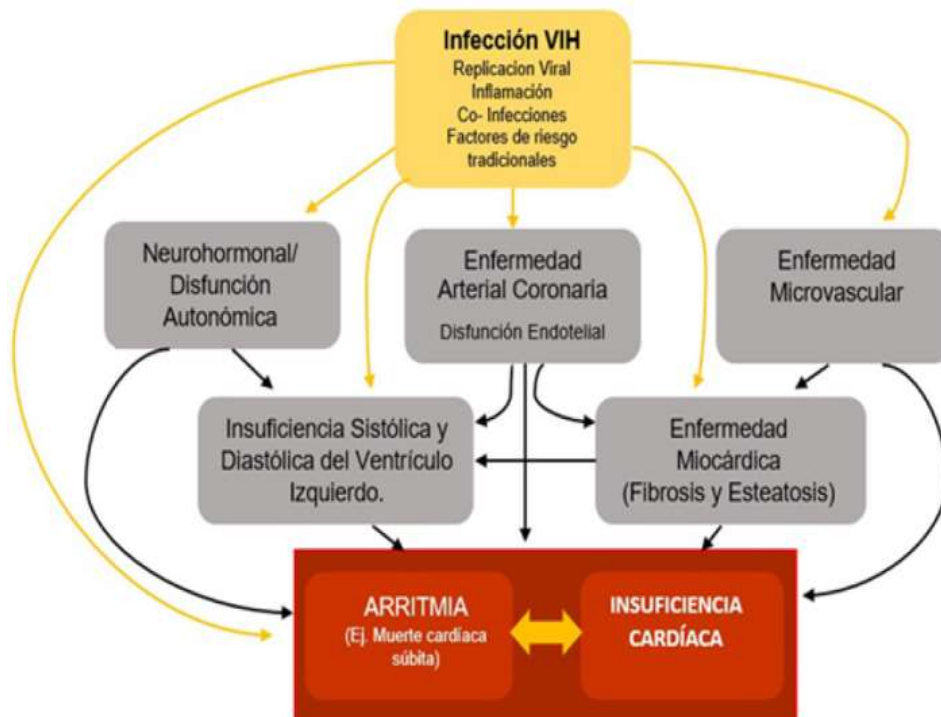 Infección VIH
Replicacion Viral
Inflamación
Co- Infecciones
Factores de riesgo
tradicionales
Neurohormonal/
Disfunción
Autonómica
Enfermedad
Arterial Coronaria
Disfunción Endotelial
Enfermedad
Microvascular
Insuficiencia Sistólica y
Diastólica del Ventrículo
Izquierdo.
Enfermedad
Miocárdica
(Fibrosis y Esteatosis)
ARRITMIA
(Ej. Muerte cardíaca
súbita)
INSUFICIENCIA
CARDÍACA